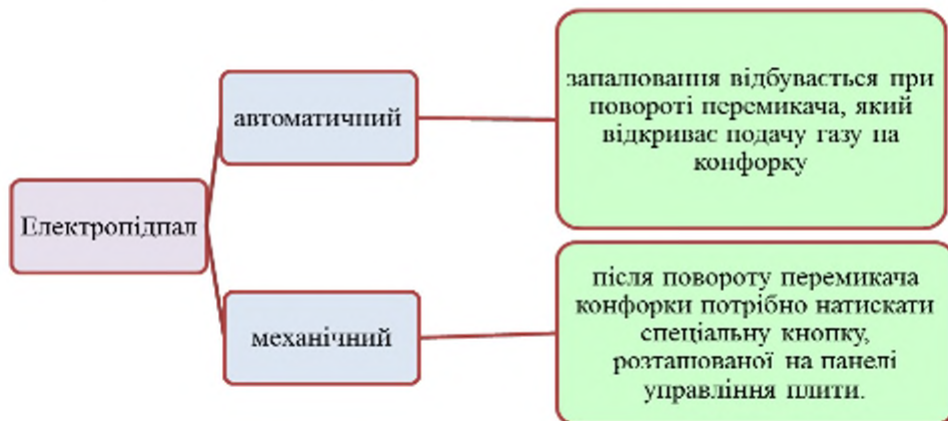 Електропідпал
автоматичний
запалювання відбувається при
повороті перемикача, який
відкриває подачу газу на
конфорку
механічний
після повороту перемикача
конфорки потрібно натискати
спеціальну кнопку,
розташованої на панелі
управління плити.